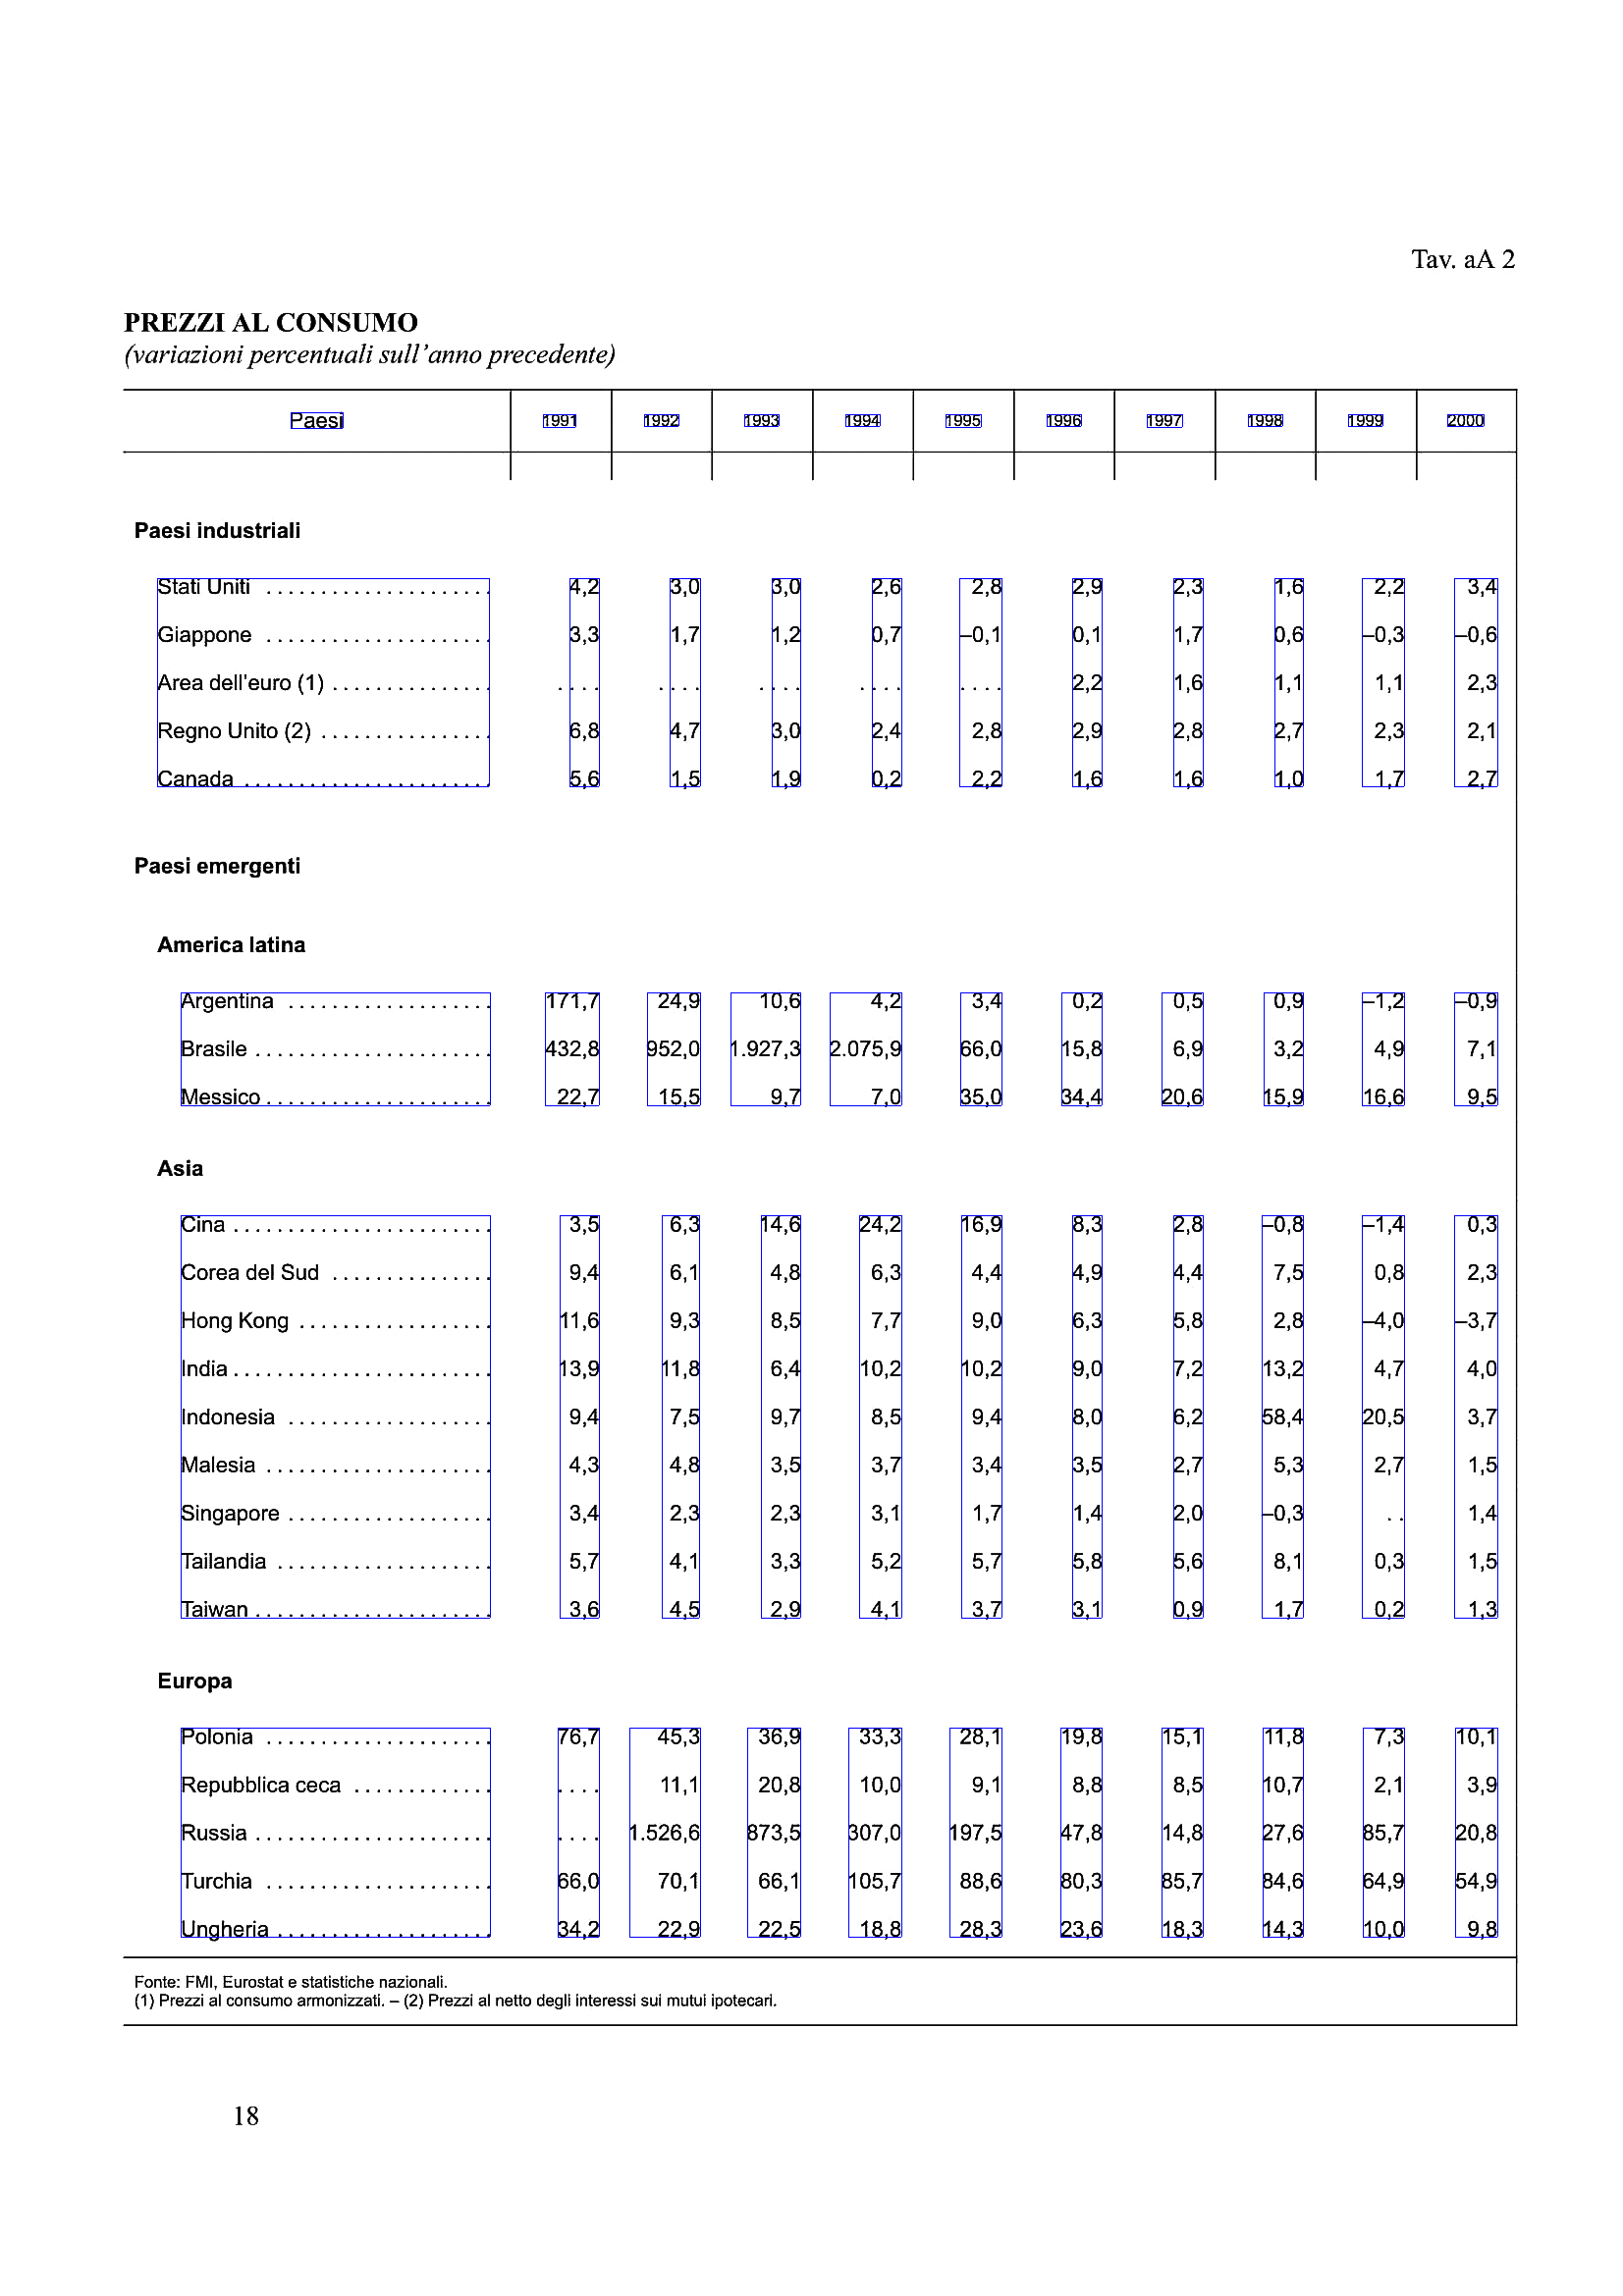 Tav. aA 2
PREZZI AL CONSUMO
(variazioni percentuali sull’anno precedente)
Paesi 1991 1992 1993 1994 1995 1996 1997 1998 1999 2000
Paesi industriali
Stati Uniti ..................... 4,2 3,0 3,0 2,6 2,8 2,9 2,3 1,6 2,2 3,4
Giappone ..................... 3,3 1,7 1,2 0,7 –0,1 0,1 1,7 0,6 –0,3 –0,6
Area dell'euro (1) ............... .... .... .... .... .... 2,2 1,6 1,1 1,1 2,3
Regno Unito (2) ................ 6,8 4,7 3,0 2,4 2,8 2,9 2,8 2,7 2,3 2,1
Canada ....................... 5,6 1,5 1,9 0,2 2,2 1,6 1,6 1,0 1,7 2,7
Paesi emergenti
America latina
Argentina ................... 171,7 24,9 10,6 4,2 3,4 0,2 0,5 0,9 –1,2 –0,9
Brasile ...................... 432,8 952,0 1.927,3 2.075,9 66,0 15,8 6,9 3,2 4,9 7,1
Messico ..................... 22,7 15,5 9,7 7,0 35,0 34,4 20,6 15,9 16,6 9,5
Asia
Cina ........................ 3,5 6,3 14,6 24,2 16,9 8,3 2,8 –0,8 –1,4 0,3
Corea del Sud ............... 9,4 6,1 4,8 6,3 4,4 4,9 4,4 7,5 0,8 2,3
Hong Kong .................. 11,6 9,3 8,5 7,7 9,0 6,3 5,8 2,8 –4,0 –3,7
India ........................ 13,9 11,8 6,4 10,2 10,2 9,0 7,2 13,2 4,7 4,0
Indonesia ................... 9,4 7,5 9,7 8,5 9,4 8,0 6,2 58,4 20,5 3,7
Malesia ..................... 4,3 4,8 3,5 3,7 3,4 3,5 2,7 5,3 2,7 1,5
Singapore ................... 3,4 2,3 2,3 3,1 1,7 1,4 2,0 –0,3 .. 1,4
Tailandia .................... 5,7 4,1 3,3 5,2 5,7 5,8 5,6 8,1 0,3 1,5
Taiwan ...................... 3,6 4,5 2,9 4,1 3,7 3,1 0,9 1,7 0,2 1,3
Europa
Polonia ..................... 76,7 45,3 36,9 33,3 28,1 19,8 15,1 11,8 7,3 10,1
Repubblica ceca ............. .... 11,1 20,8 10,0 9,1 8,8 8,5 10,7 2,1 3,9
Russia ...................... .... 1.526,6 873,5 307,0 197,5 47,8 14,8 27,6 85,7 20,8
Turchia ..................... 66,0 70,1 66,1 105,7 88,6 80,3 85,7 84,6 64,9 54,9
Ungheria .................... 34,2 22,9 22,5 18,8 28,3 23,6 18,3 14,3 10,0 9,8
Fonte: FMI, Eurostat e statistiche nazionali.
(1) Prezzi al consumo armonizzati. – (2) Prezzi al netto degli interessi sui mutui ipotecari.
18